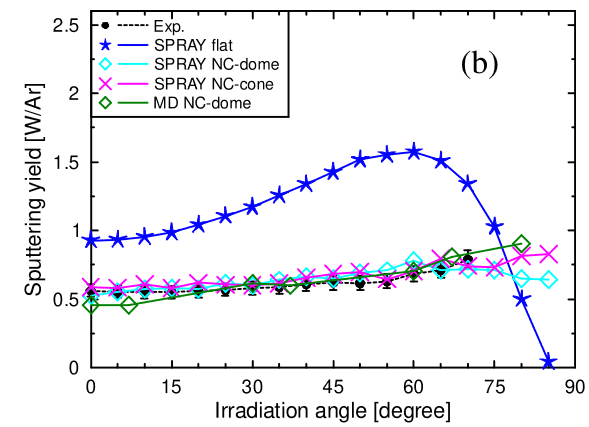 2.5
2
1.5
1
0.5
0
Sputtering yield [W/Ar]
Exp.
SPRAY flat
SPRAY NC-dome
SPRAY NC-cone
MD NC-dome
(b)
0 15 30 45 60 75 90
Irradiation angle [degree]